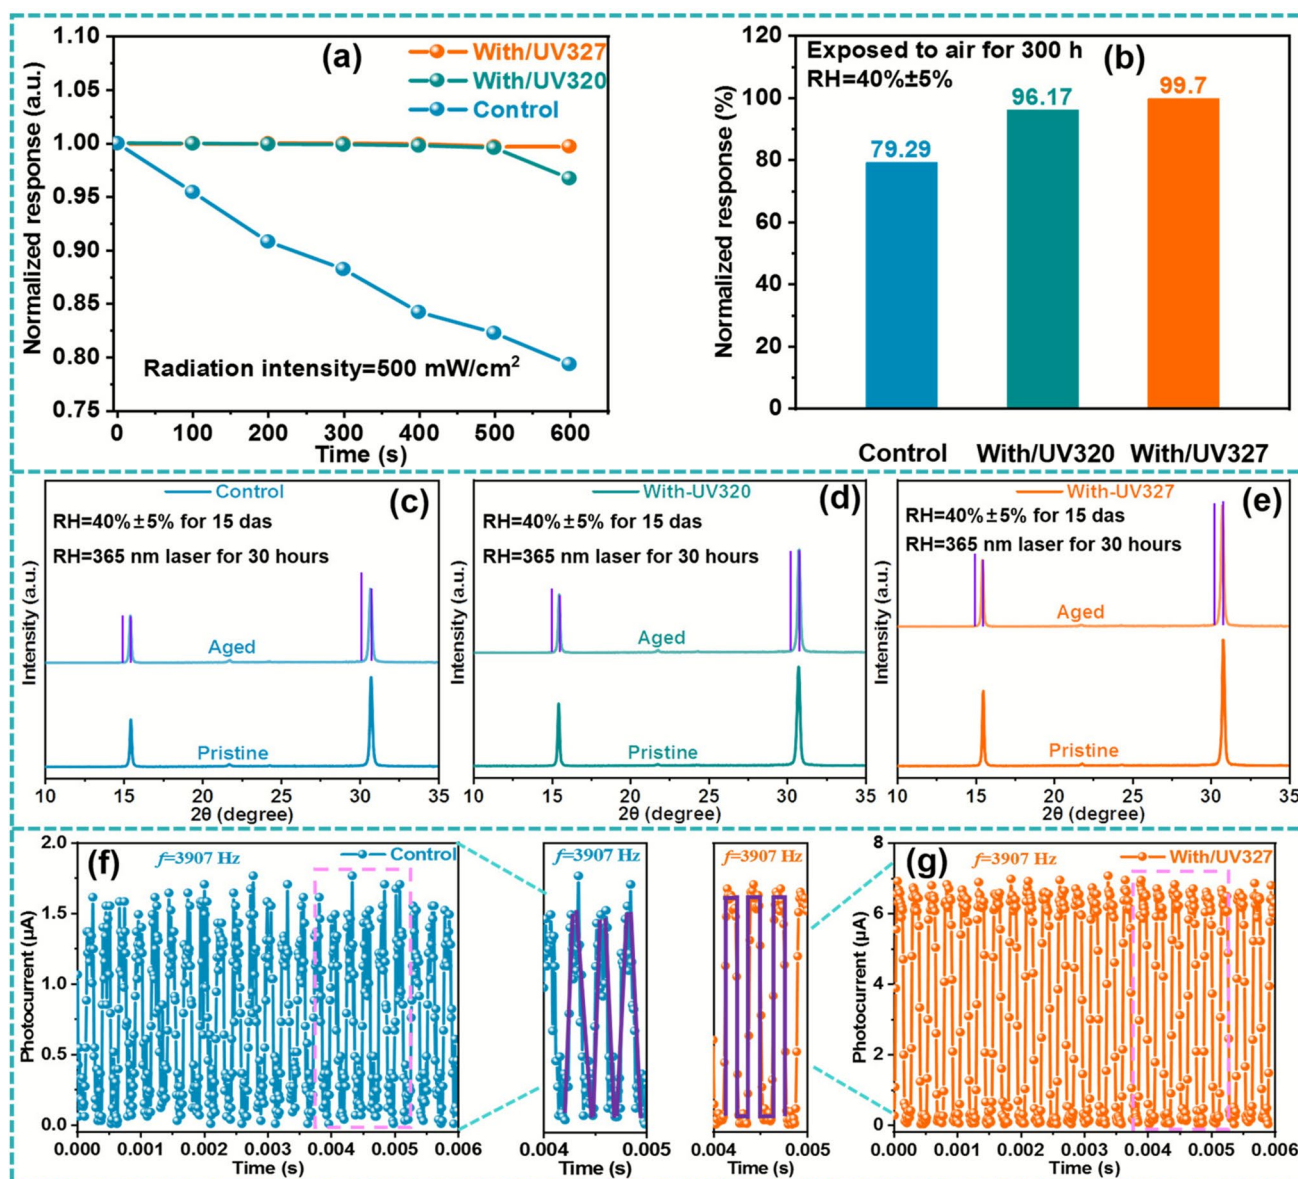 (a)
With/UV327
With/UV320
Control
Radiation intensity=500 mW/cm²
Normalized response (a.u.)
1.10
1.05
1.00
0.95
0.90
0.85
0.80
0.75
0 100 200 300 400 500 600
Time (s)
(b)
Exposed to air for 300 h
RH=40%±5%
Normalized response (%)
120
100
80
60
40
20
0
79.29
96.17
99.7
Control With/UV320 With/UV327
(c)
Control
RH=40%±5% for 15 das
RH=365 nm laser for 30 hours
Aged
Pristine
Intensity (a.u.)
10 15 20 25 30 35
2θ (degree)
(d)
With-UV320
RH=40%±5% for 15 das
RH=365 nm laser for 30 hours
Aged
Pristine
Intensity (a.u.)
10 15 20 25 30 35
2θ (degree)
(e)
With-UV327
RH=40%±5% for 15 das
RH=365 nm laser for 30 hours
Aged
Pristine
Intensity (a.u.)
10 15 20 25 30 35
2θ (degree)
(f)
f=3907 Hz
Control
Photocurrent (μA)
2.0
1.5
1.0
0.5
0.0
0.000 0.001 0.002 0.003 0.004 0.005 0.006
Time (s)
f=3907 Hz
0.004 0.005
Time (s)
f=3907 Hz
0.004 0.005
Time (s)
(g)
f=3907 Hz
With/UV327
Photocurrent (μA)
8
6
4
2
0
0.000 0.001 0.002 0.003 0.004 0.005 0.006
Time (s)